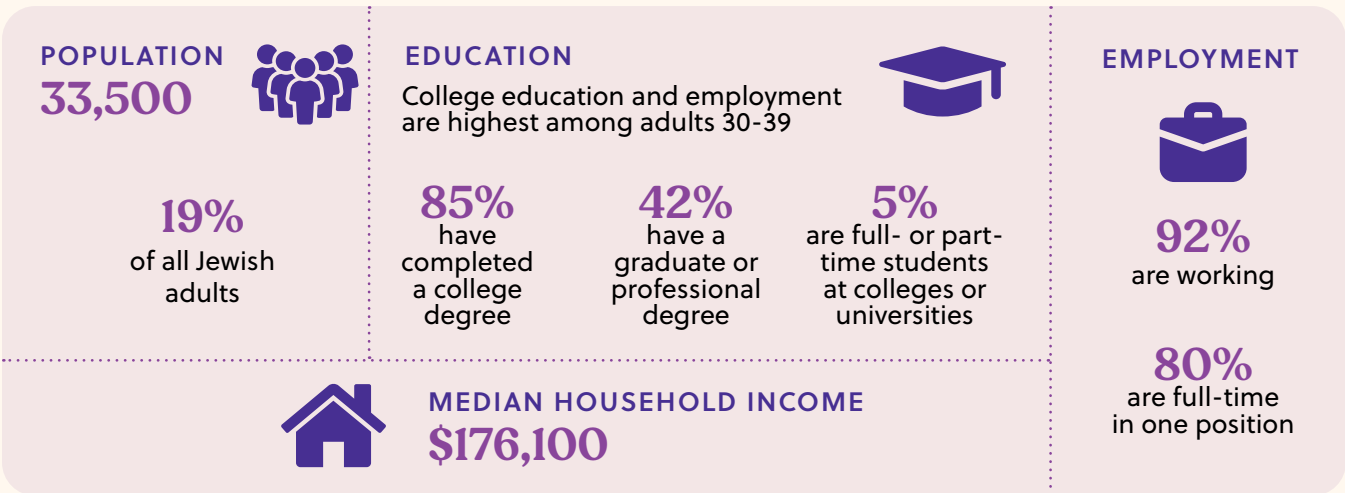 POPULATION
33,500
19%
of all Jewish
adults
EDUCATION
College education and employment
are highest among adults 30-39
85%
have
completed
a college
degree
42%
have a
graduate or
professional
degree
5%
are full- or part-
time students
at colleges or
universities
EMPLOYMENT
92%
are working
80%
are full-time
in one position
MEDIAN HOUSEHOLD INCOME
$176,100